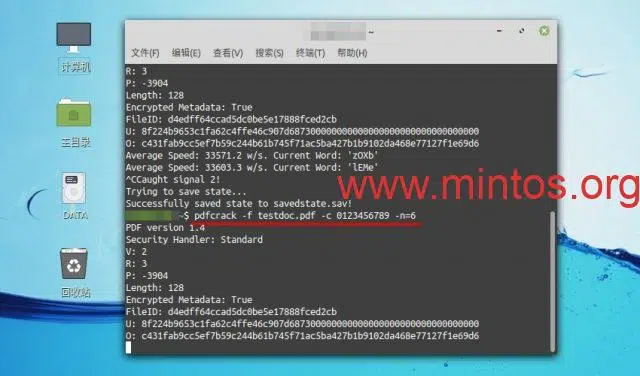 ~
文件(F) 编辑(E) 查看(V) 搜索(S) 终端(T) 帮助(H)
计算机
主目录
DATA
回收站
R: 3
P: -3904
Length: 128
Encrypted Metadata: True
FileID: d4edff64ccad5dc0be5e17888fced2cb
U: 8f224b9653c1fa62c4ffe46c907d687300000000000000000000000000000000
O: c431fab9cc5ef7b59c244b61b745f71ac5ba427b1b9102da468e77127f1e69d6
Average Speed: 33571.2 w/s. Current Word: 'zOXb'
Average Speed: 33603.3 w/s. Current Word: 'lEMe'
^CCaught signal 2!
Trying to save state...
Successfully saved state to savedstate.sav!
~$ pdfcrack -f testdoc.pdf -c 0123456789 -n=6
PDF version 1.4
Security Handler: Standard
V: 2
R: 3
P: -3904
Length: 128
Encrypted Metadata: True
FileID: d4edff64ccad5dc0be5e17888fced2cb
U: 8f224b9653c1fa62c4ffe46c907d687300000000000000000000000000000000
O: c431fab9cc5ef7b59c244b61b745f71ac5ba427b1b9102da468e77127f1e69d6
www.mintos.org